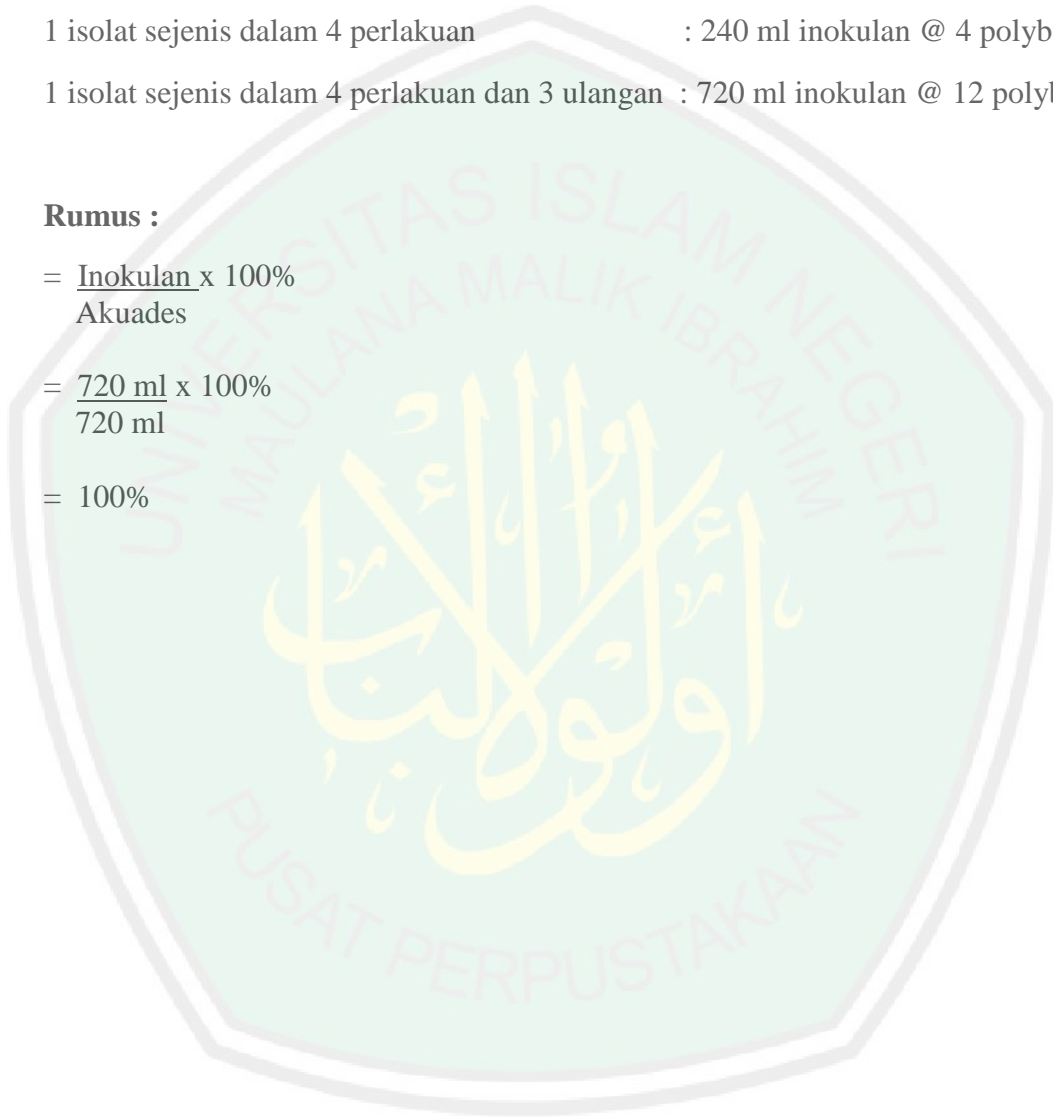 1 isolat sejenis dalam 4 perlakuan : 240 ml inokulan @ 4
1 isolat sejenis dalam 4 perlakuan dan 3 ulangan : 720 ml inokulan @ 12
Rumus :
= Inokulan x 100%
Akuades
= 720 ml x 100%
720 ml
= 100%
UNIVERSITAS ISLAM NEGERI
MAULANA MALIK IBRAHIM
أولوا الألباب
PUSAT PERPUSTAKAAN